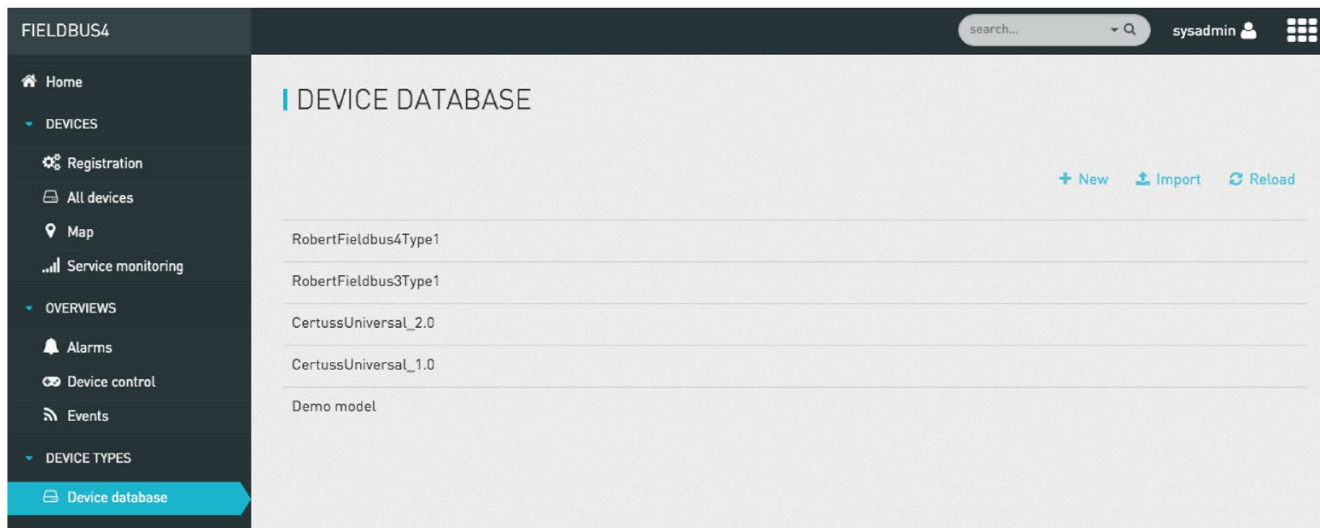 FIELDBUS4
search...
sysadmin
Home
DEVICES
Registration
All devices
Map
Service monitoring
OVERVIEWS
Alarms
Device control
Events
DEVICE TYPES
Device database
DEVICE DATABASE
New Import Reload
RobertFieldbus4Type1
RobertFieldbus3Type1
CertussUniversal_2.0
CertussUniversal_1.0
Demo model